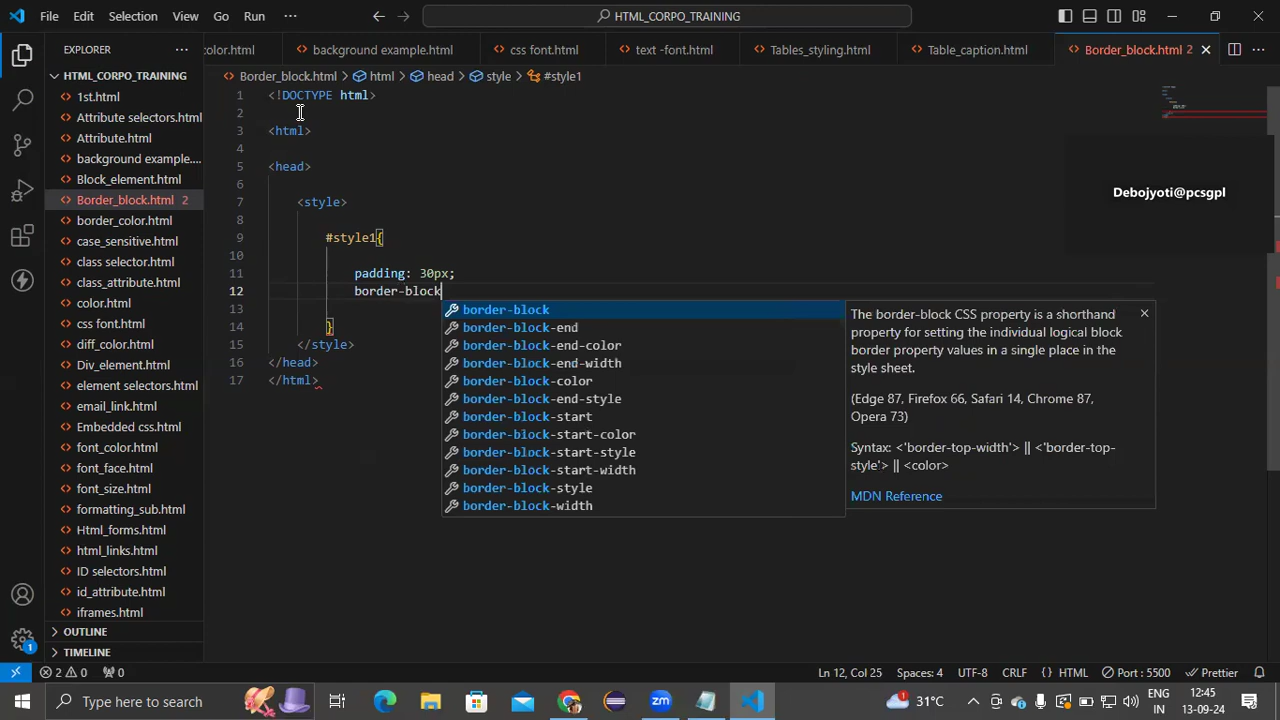 File Edit Selection View Go Run ··· HTML_CORPO_TRAINING
EXPLORER ···
color.html background example.html css font.html text -font.html Tables_styling.html Table_caption.html Border_block.html 2
HTML_CORPO_TRAINING
1st.html
Attribute selectors.html
Attribute.html
background example....
Block_element.html
Border_block.html 2
border_color.html
case_sensitive.html
class selector.html
class_attribute.html
color.html
css font.html
diff_color.html
Div_element.html
element selectors.html
email_link.html
Embedded css.html
font_color.html
font_face.html
font_size.html
formatting_sub.html
Html_forms.html
html_links.html
ID selectors.html
id_attribute.html
iframes.html
OUTLINE
TIMELINE
Border_block.html > html > head > style > #style1
1 <!DOCTYPE html>
2
3 <html>
4
5 <head>
6
7 <style>
8
9 #style1{
10
11 padding: 30px;
12 border-block
13
14 }
15 </style>
16 </head>
17 </html>
border-block
border-block-end
border-block-end-color
border-block-end-width
border-block-color
border-block-end-style
border-block-start
border-block-start-color
border-block-start-style
border-block-start-width
border-block-style
border-block-width
The border-block CSS property is a shorthand
property for setting the individual logical block
border property values in a single place in the
style sheet.
(Edge 87, Firefox 66, Safari 14, Chrome 87,
Opera 73)
Syntax: <'border-top-width'> || <'border-top-
style'> || <color>
MDN Reference
Debojyoti@pcsgpl
1
2 0 0 Ln 12, Col 25 Spaces: 4 UTF-8 CRLF {} HTML Port : 5500 Prettier
Type here to search zm 1 31°C ENG 12:45
IN 13-09-24